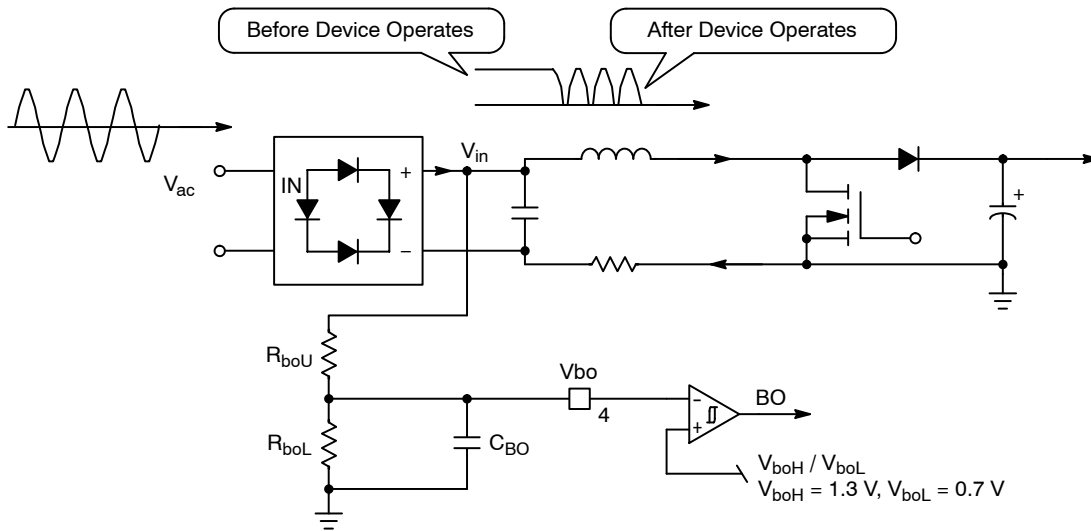 Before Device Operates
After Device Operates
V_ac
IN
+
−
V_in
+
R_boU
R_boL
C_BO
Vbo
4
−
+
BO
V_boH / V_boL
V_boH = 1.3 V, V_boL = 0.7 V